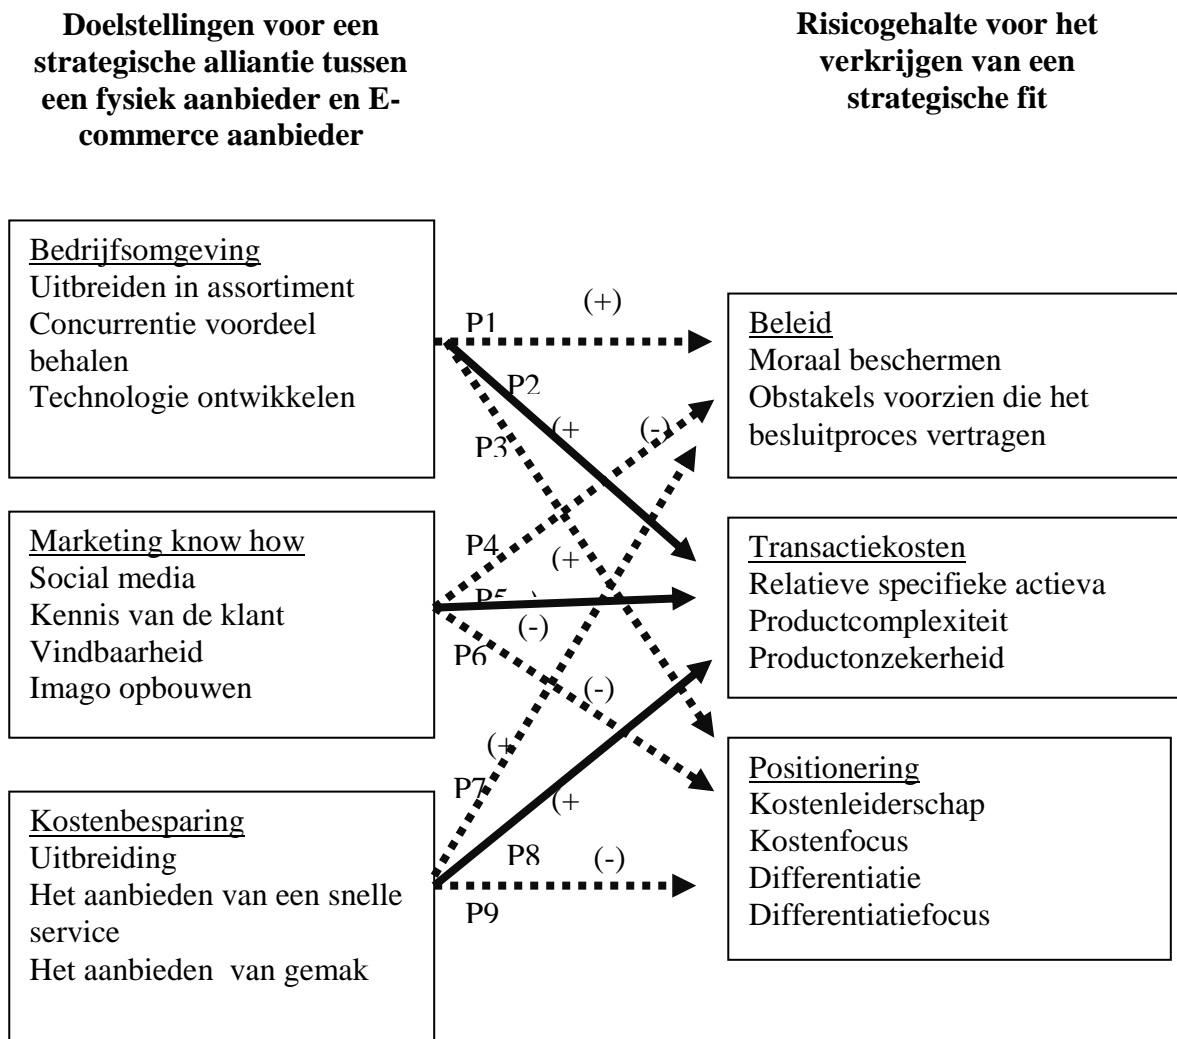 Doelstellingen voor een
strategische alliantie tussen
een fysiek aanbieder en E-
commerce aanbieder
Risicogehalte voor het
verkrijgen van een
strategische fit
Bedrijfsomgeving
Uitbreiden in assortiment
Concurrentie voordeel
behalen
Technologie ontwikkelen
Marketing know how
Social media
Kennis van de klant
Vindbaarheid
Imago opbouwen
Kostenbesparing
Uitbreiding
Het aanbieden van een snelle
service
Het aanbieden van gemak
P1
(+)
P2
(+
(-)
P3
P4
(+
P5
(-)
P6
(-)
(+
P7
(+
P8
(-)
P9
Beleid
Moraal beschermen
Obstakels voorzien die het
besluitproces vertragen
Transactiekosten
Relatieve specifieke activa
Productcomplexiteit
Productonzekerheid
Positionering
Kostenleiderschap
Kostenfocus
Differentiatie
Differentiatiefocus